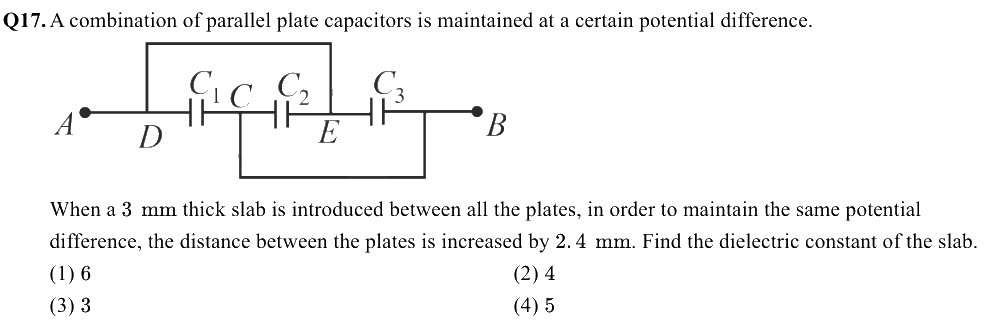 Q17. A combination of parallel plate capacitors is maintained at a certain potential difference.
C1 C C2 C3
A D E B
When a 3 mm thick slab is introduced between all the plates, in order to maintain the same potential
difference, the distance between the plates is increased by 2.4 mm. Find the dielectric constant of the slab.
(1) 6 (2) 4
(3) 3 (4) 5